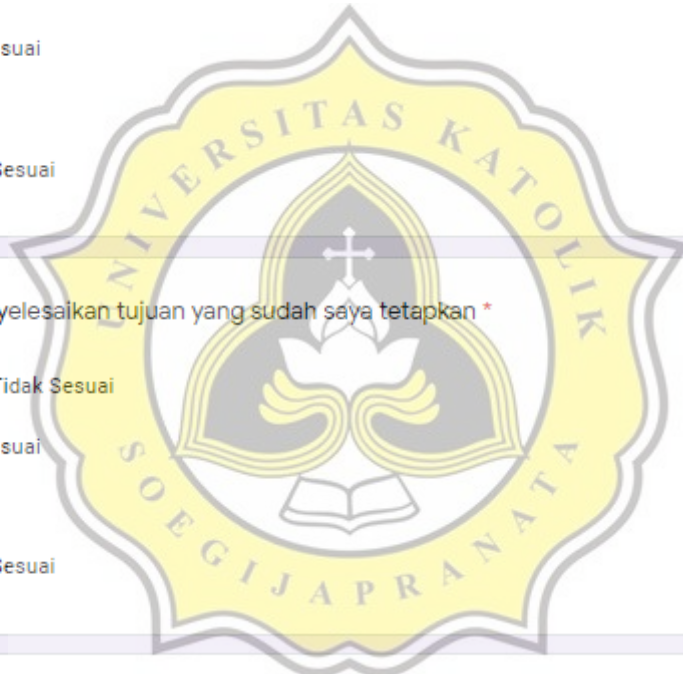 suai
Sesuai
yelesaikan tujuan yang sudah saya tetapkan *
Tidak Sesuai
suai
Sesuai
UNIVERSITAS KATOLIK
SOEGIJAPRANATA